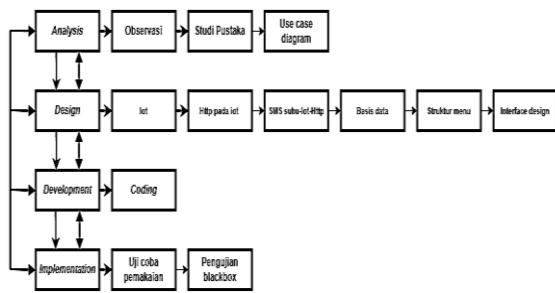 Analysis
Observasi
Studi Pustaka
Use case
diagram
Design
Iot
Http pada iot
SMS suhu-iot-Http
Basis data
Struktur menu
Interface design
Development
Coding
Implementation
Uji coba
pemakaian
Pengujian
blackbox